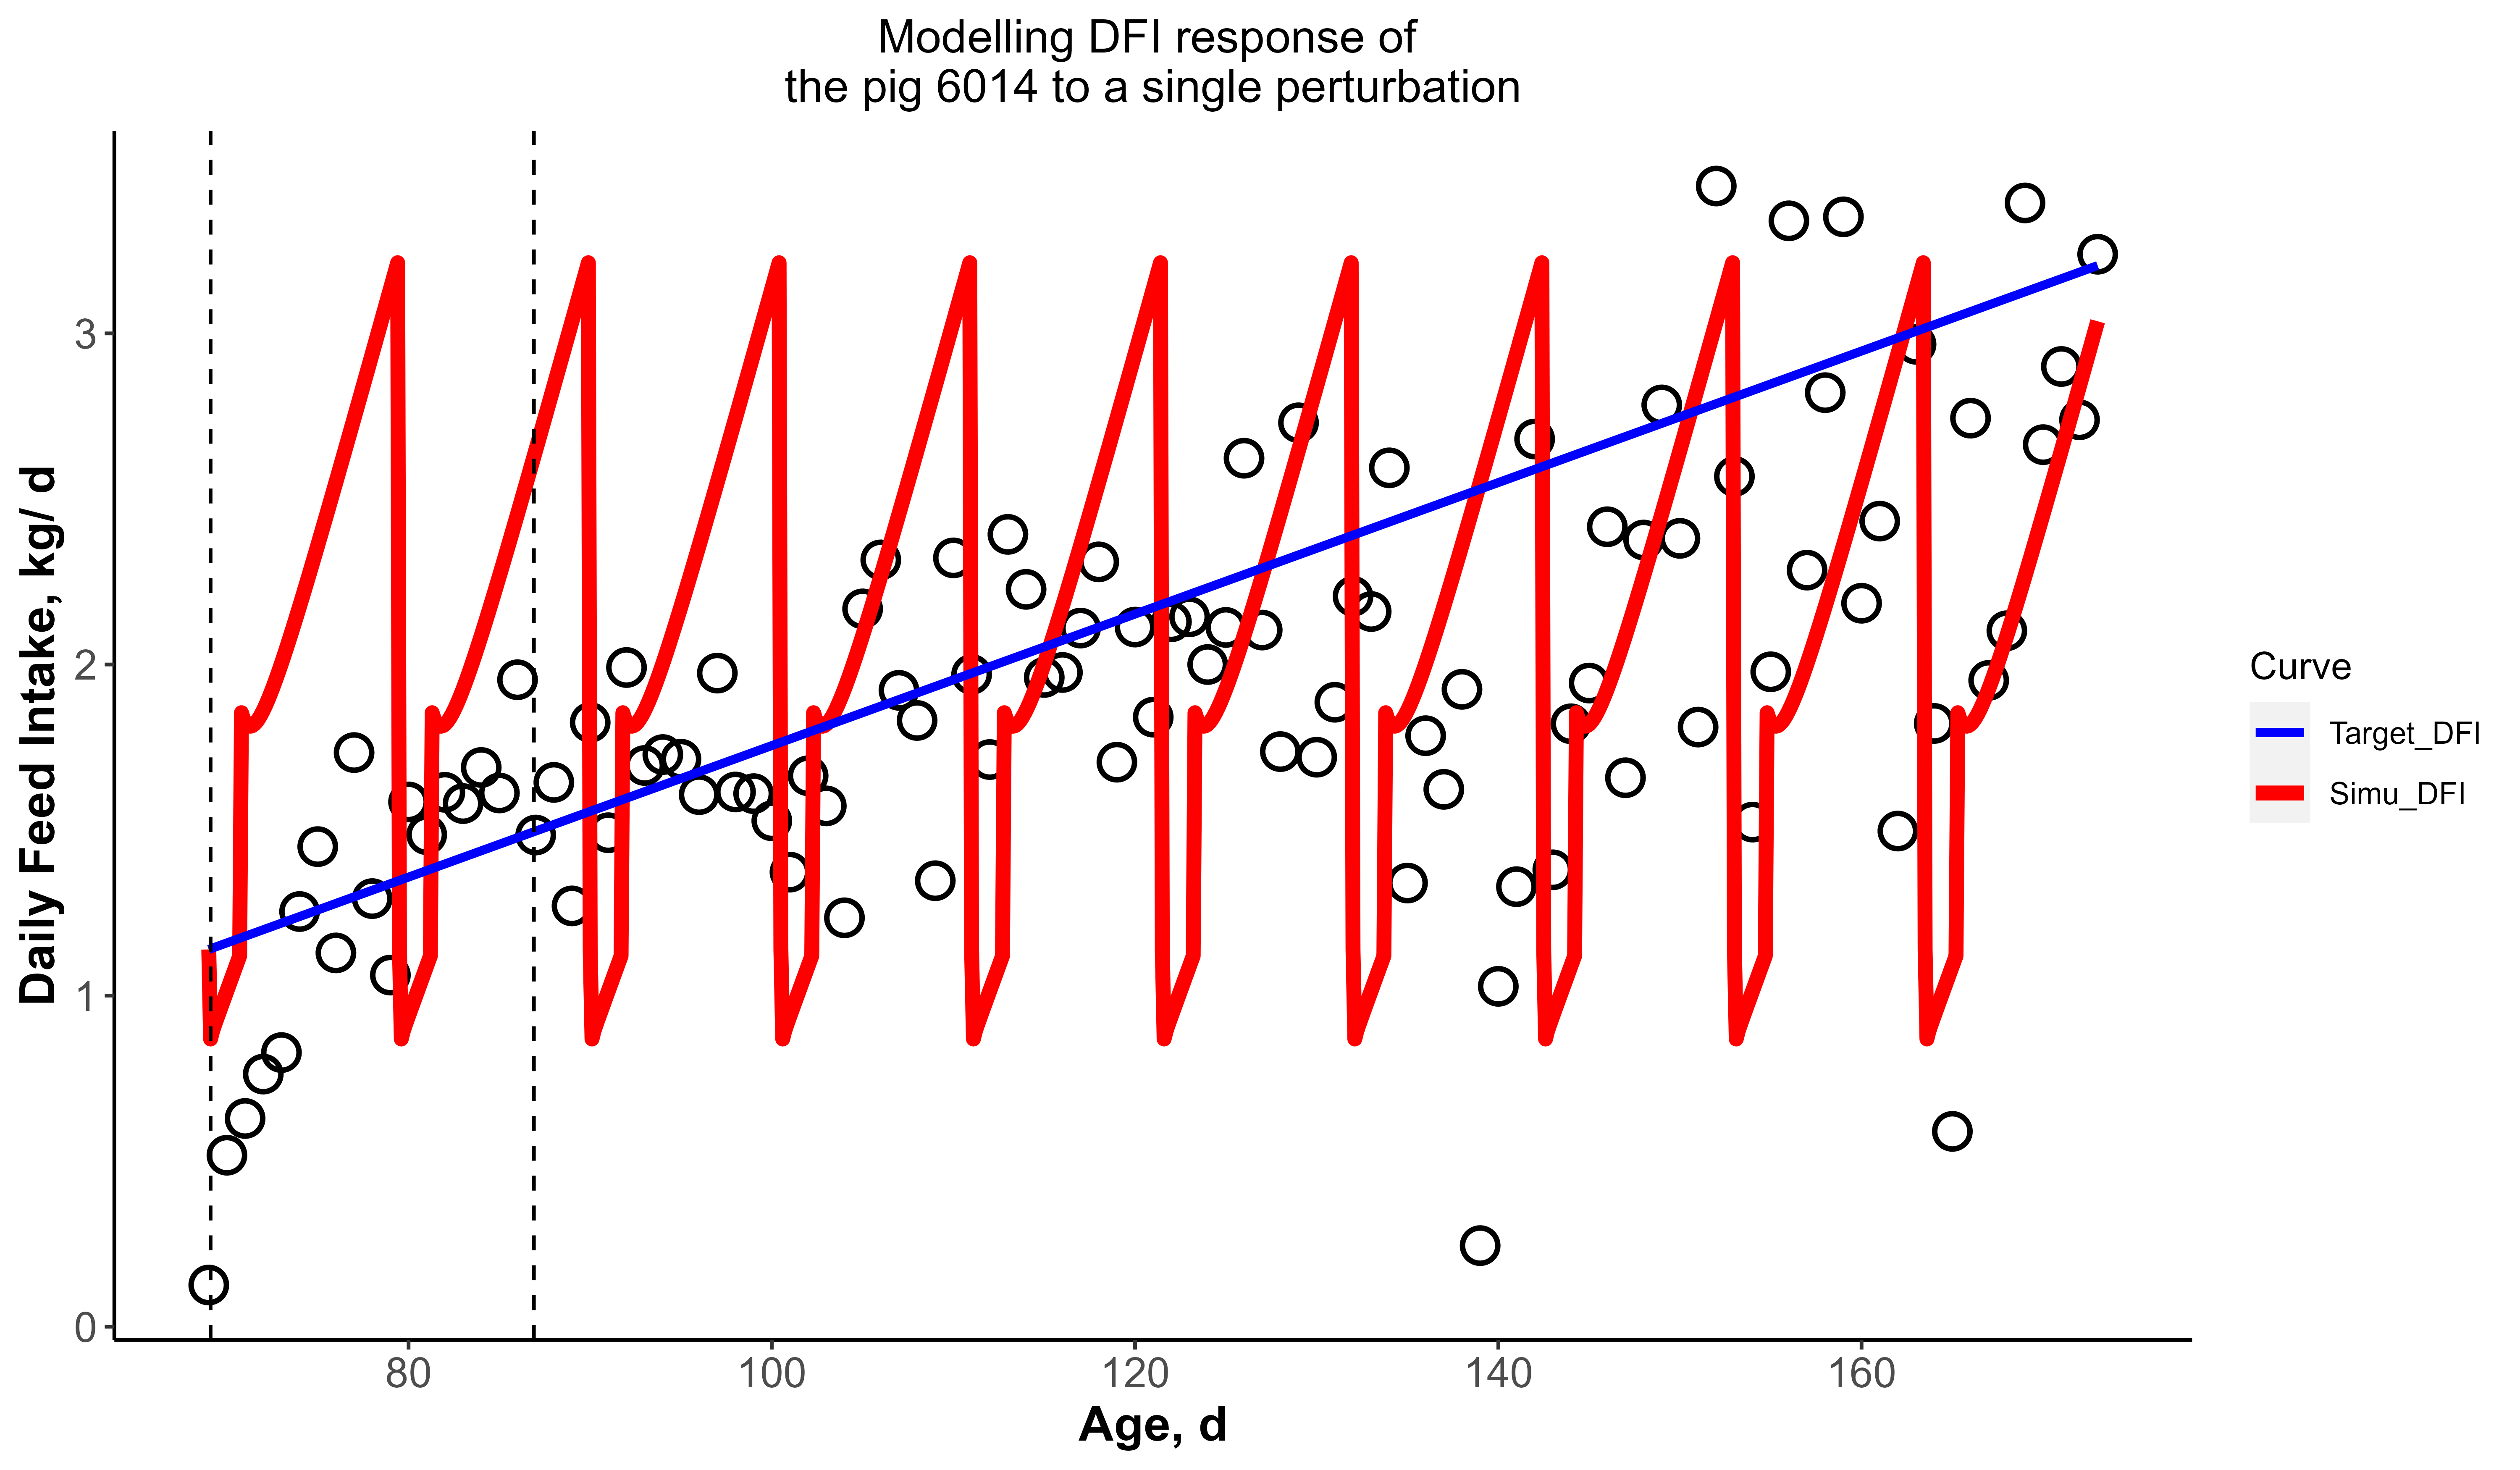 Modelling DFI response of
the pig 6014 to a single perturbation
Daily Feed Intake, kg/ d
3
2
1
0
80
100
120
140
160
Age, d
Curve
Target_DFI
Simu_DFI